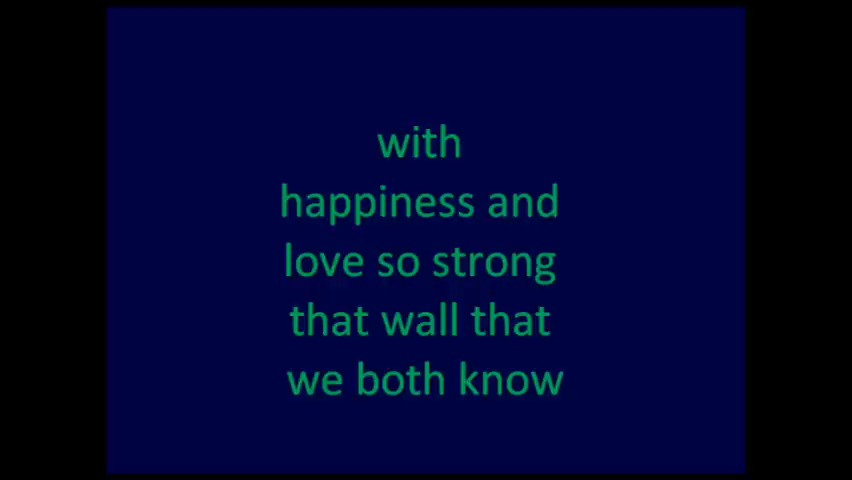 with
happiness and
love so strong
that wall that
we both know